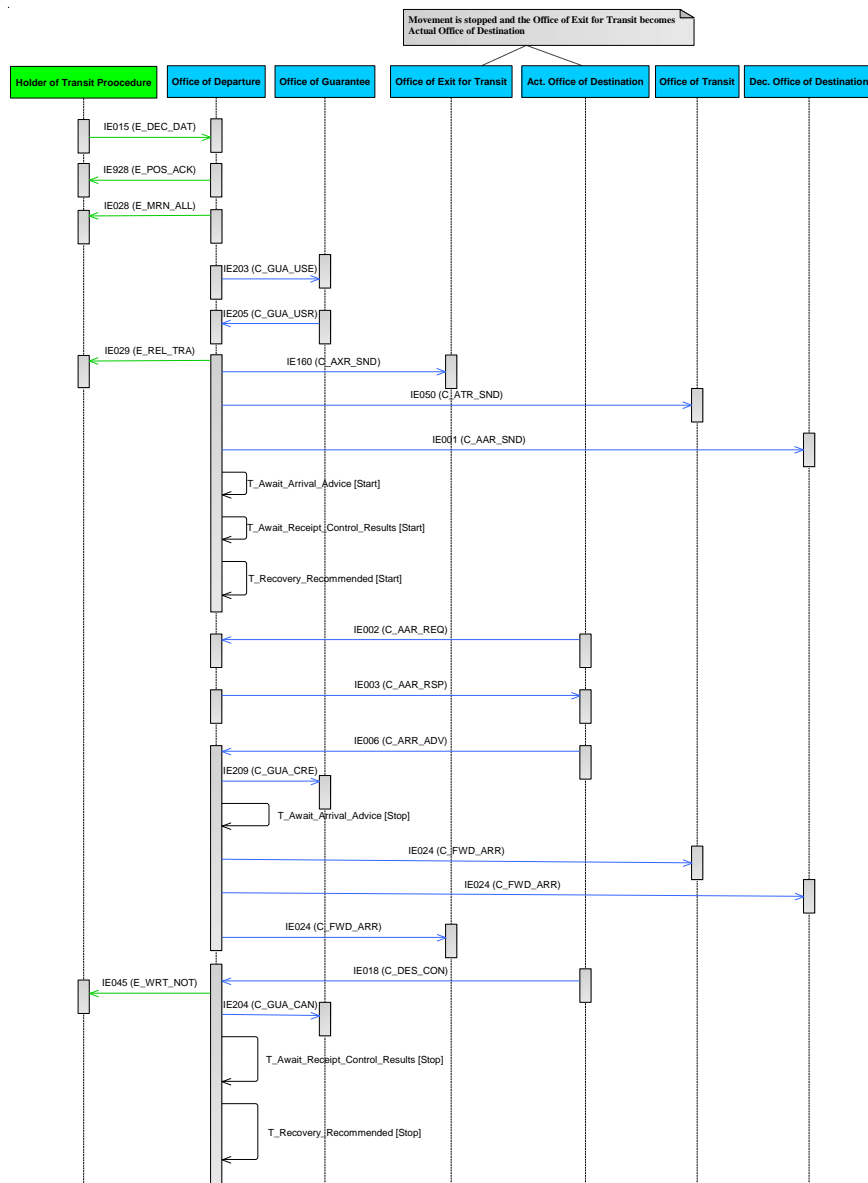 Movement is stopped and the Office of Exit for Transit becomes
Actual Office of Destination
Holder of Transit Proocedure
Office of Departure
Office of Guarantee
Office of Exit for Transit
Act. Office of Destination
Office of Transit
Dec. Office of Destination
IE015 (E_DEC_DAT)
IE928 (E_POS_ACK)
IE028 (E_MRN_ALL)
IE203 (C_GUA_USE)
IE205 (C_GUA_USR)
IE029 (E_REL_TRA)
IE160 (C_AXR_SND)
IE050 (C_ATR_SND)
IE001 (C_AAR_SND)
T_Await_Arrival_Advice [Start]
T_Await_Receipt_Control_Results [Start]
T_Recovery_Recommended [Start]
IE002 (C_AAR_REQ)
IE003 (C_AAR_RSP)
IE006 (C_ARR_ADV)
IE209 (C_GUA_CRE)
T_Await_Arrival_Advice [Stop]
IE024 (C_FWD_ARR)
IE024 (C_FWD_ARR)
IE024 (C_FWD_ARR)
IE018 (C_DES_CON)
IE045 (E_WRT_NOT)
IE204 (C_GUA_CAN)
T_Await_Receipt_Control_Results [Stop]
T_Recovery_Recommended [Stop]